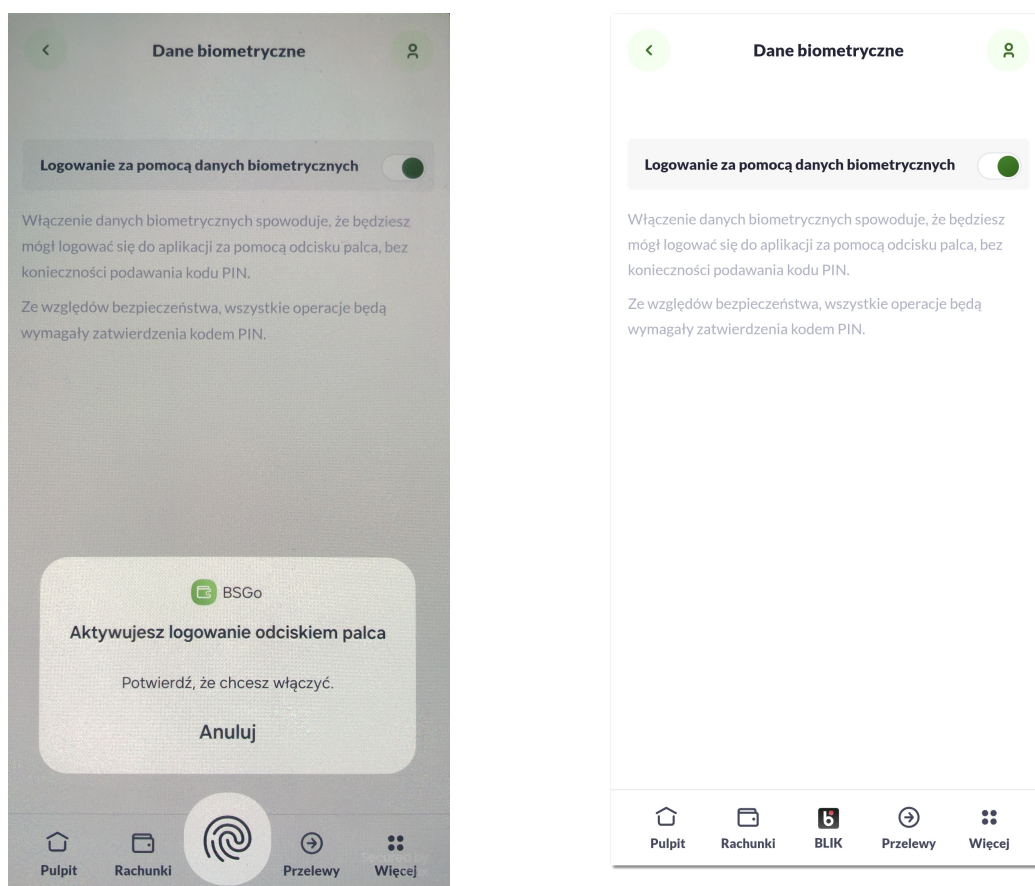 Dane biometryczne
Logowanie za pomocą danych biometrycznych
Włączenie danych biometrycznych spowoduje, że będziesz
mógł logować się do aplikacji za pomocą odcisku palca, bez
konieczności podawania kodu PIN.
Ze względów bezpieczeństwa, wszystkie operacje będą
wymagały zatwierdzenia kodem PIN.
BSGo
Aktywujesz logowanie odciskiem palca
Potwierdź, że chcesz włączyć.
Anuluj
Pulpit
Rachunki
Przelewy
Więcej
Dane biometryczne
Logowanie za pomocą danych biometrycznych
Włączenie danych biometrycznych spowoduje, że będziesz
mógł logować się do aplikacji za pomocą odcisku palca, bez
konieczności podawania kodu PIN.
Ze względów bezpieczeństwa, wszystkie operacje będą
wymagały zatwierdzenia kodem PIN.
Pulpit
Rachunki
BLIK
Przelewy
Więcej